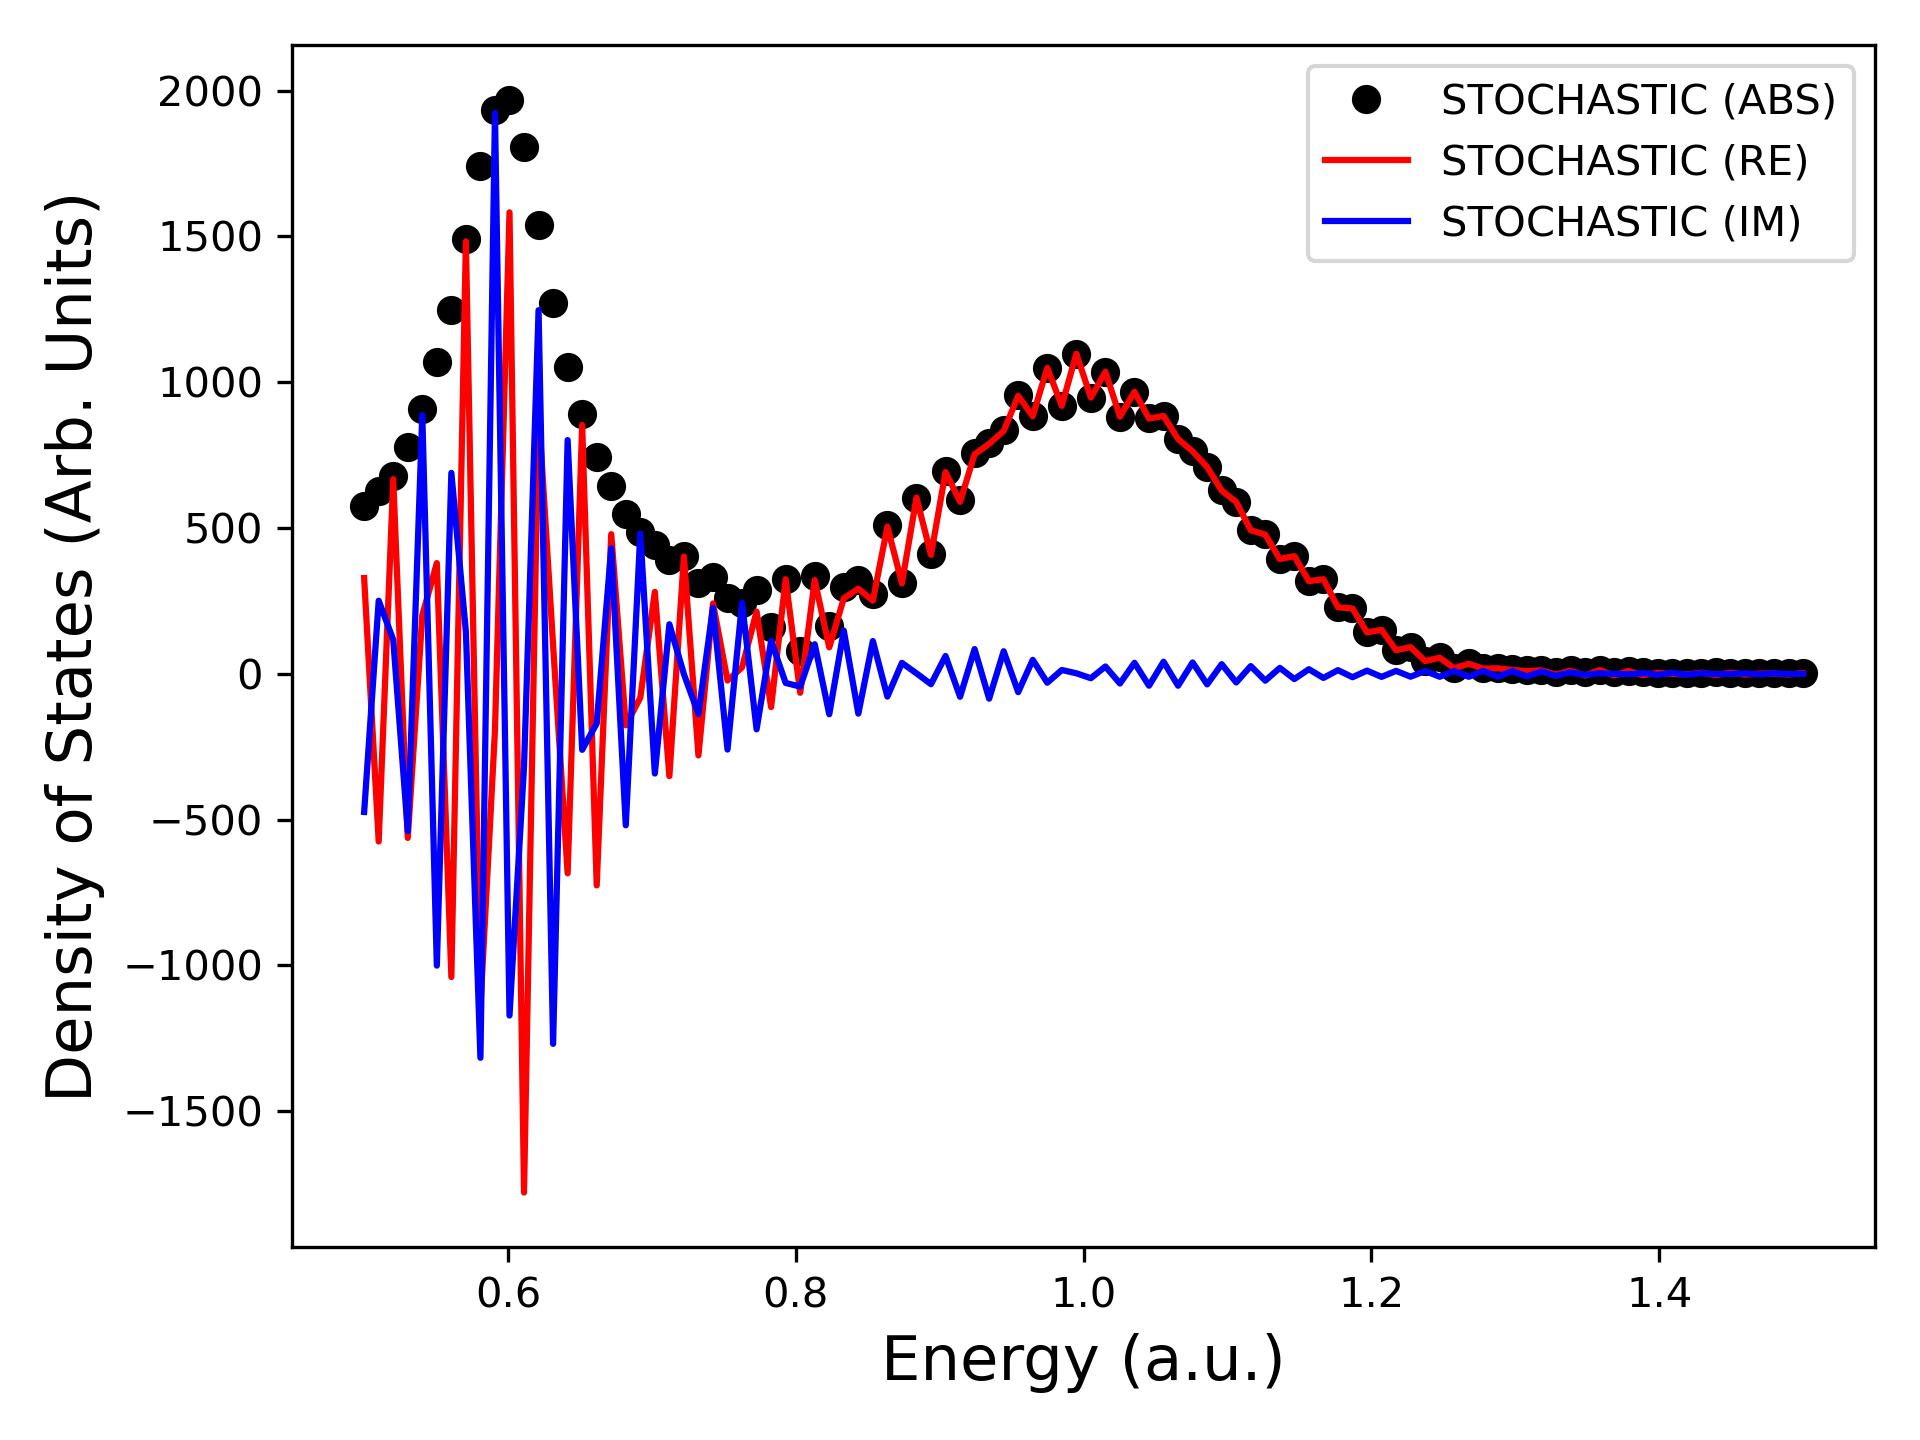 Density of States (Arb. Units)
2000
1500
1000
500
0
−500
−1000
−1500
STOCHASTIC (ABS)
STOCHASTIC (RE)
STOCHASTIC (IM)
0.6 0.8 1.0 1.2 1.4
Energy (a.u.)